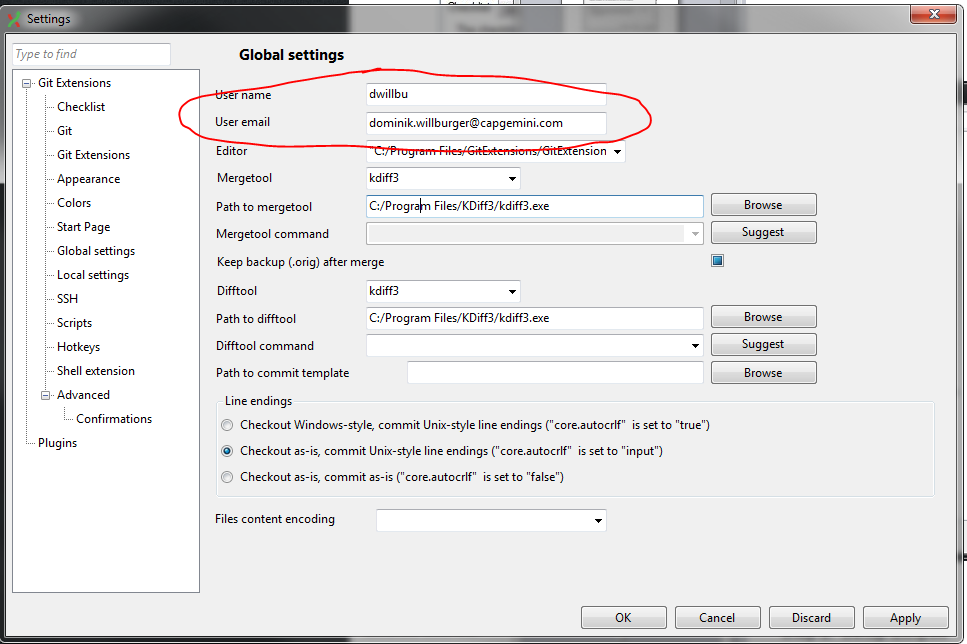 Settings
Type to find
Git Extensions
Checklist
Git
Git Extensions
Appearance
Colors
Start Page
Global settings
Local settings
SSH
Scripts
Hotkeys
Shell extension
Advanced
Confirmations
Plugins
Global settings
User name dwillbu
User email dominik.willburger@capgemini.com
Editor "C:/Program Files/GitExtensions/GitExtension
Mergetool kdiff3
Path to mergetool C:/Program Files/KDiff3/kdiff3.exe Browse
Mergetool command Suggest
Keep backup (.orig) after merge
Difftool kdiff3
Path to difftool C:/Program Files/KDiff3/kdiff3.exe Browse
Difftool command Suggest
Path to commit template Browse
Line endings
Checkout Windows-style, commit Unix-style line endings ("core.autocrlf" is set to "true")
Checkout as-is, commit Unix-style line endings ("core.autocrlf" is set to "input")
Checkout as-is, commit as-is ("core.autocrlf" is set to "false")
Files content encoding
OK Cancel Discard Apply